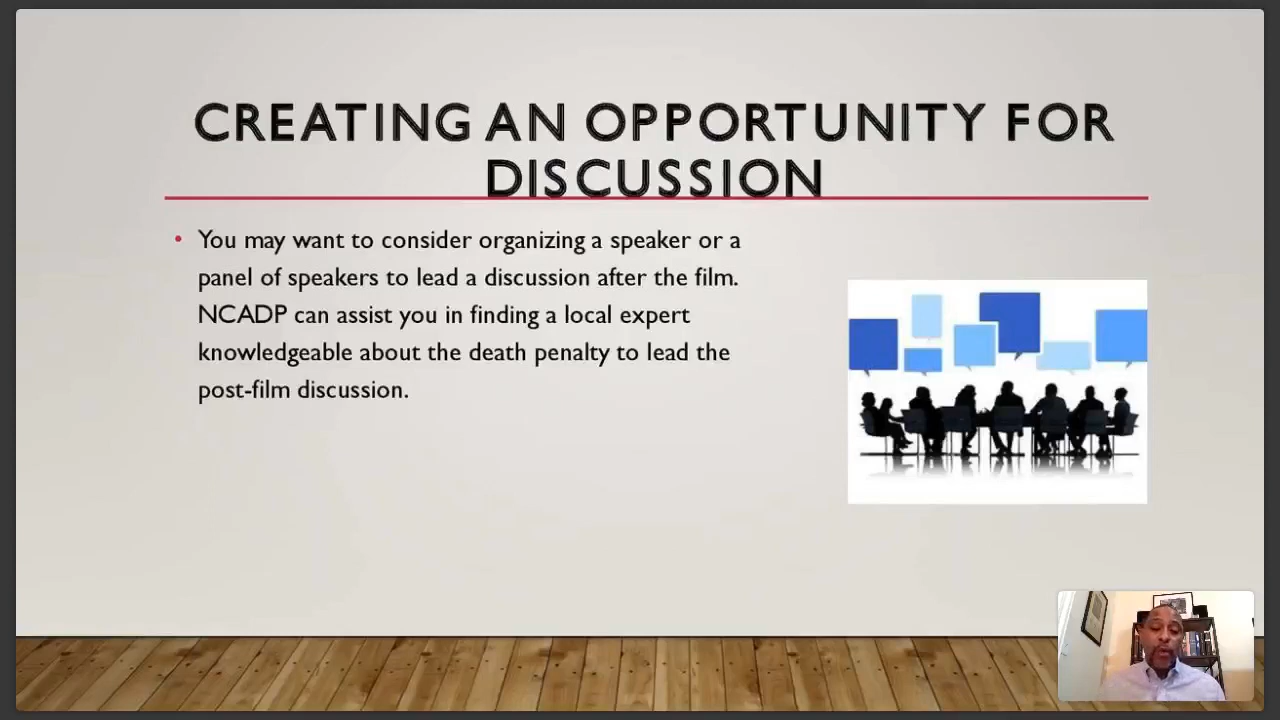 CREATING AN OPPORTUNITY FOR
DISCUSSION
• You may want to consider organizing a speaker or a
panel of speakers to lead a discussion after the film.
NCADP can assist you in finding a local expert
knowledgeable about the death penalty to lead the
post-film discussion.